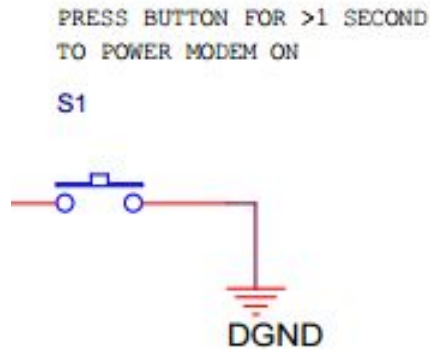 PRESS BUTTON FOR >1 SECOND
TO POWER MODEM ON
S1
DGND